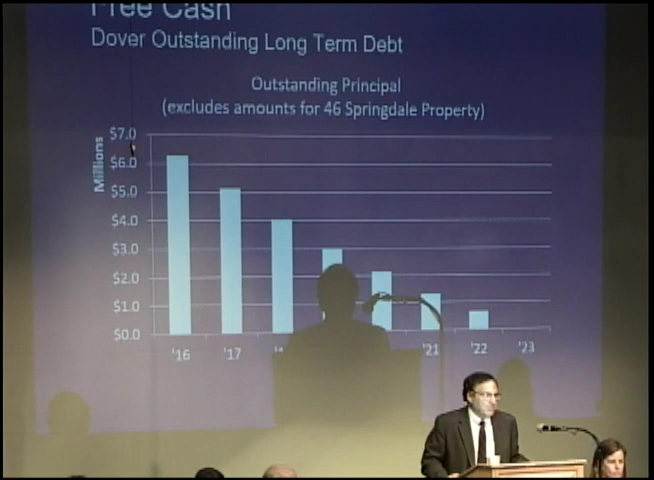 Free Cash
Dover Outstanding Long Term Debt
Outstanding Principal
(excludes amounts for 46 Springdale Property)
Millions
$7.0
$6.0
$5.0
$4.0
$3.0
$2.0
$1.0
$0.0
'16 '17 '21 '22 '23